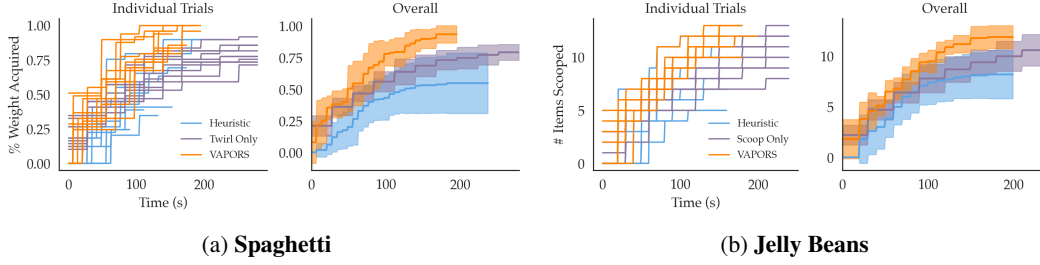 Individual Trials
Overall
% Weight Acquired
1.00
0.75
0.50
0.25
0.00
Heuristic
Twirl Only
VAPORS
0 100 200
Time (s)
1.00
0.75
0.50
0.25
0.00
0 100 200
(a) Spaghetti
Individual Trials
Overall
# Items Scooped
10
5
0
Heuristic
Scoop Only
VAPORS
0 100 200
Time (s)
10
5
0
0 100 200
(b) Jelly Beans